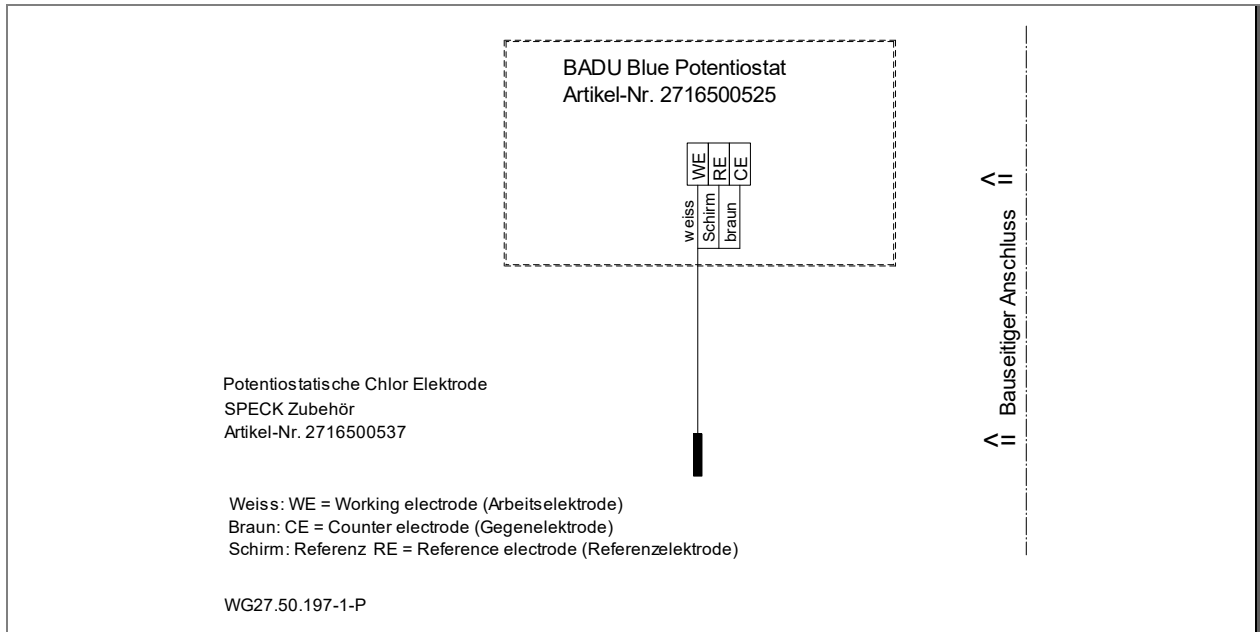 BADU Blue Potentiostat
Artikel-Nr. 2716500525
WE
RE
CE
weiss
Schirm
braun
<=
Bauseitiger Anschluss
<=
Potentiostatische Chlor Elektrode
SPECK Zubehör
Artikel-Nr. 2716500537
Weiss: WE = Working electrode (Arbeitselektrode)
Braun: CE = Counter electrode (Gegenelektrode)
Schirm: Referenz RE = Reference electrode (Referenzelektrode)
WG27.50.197-1-P